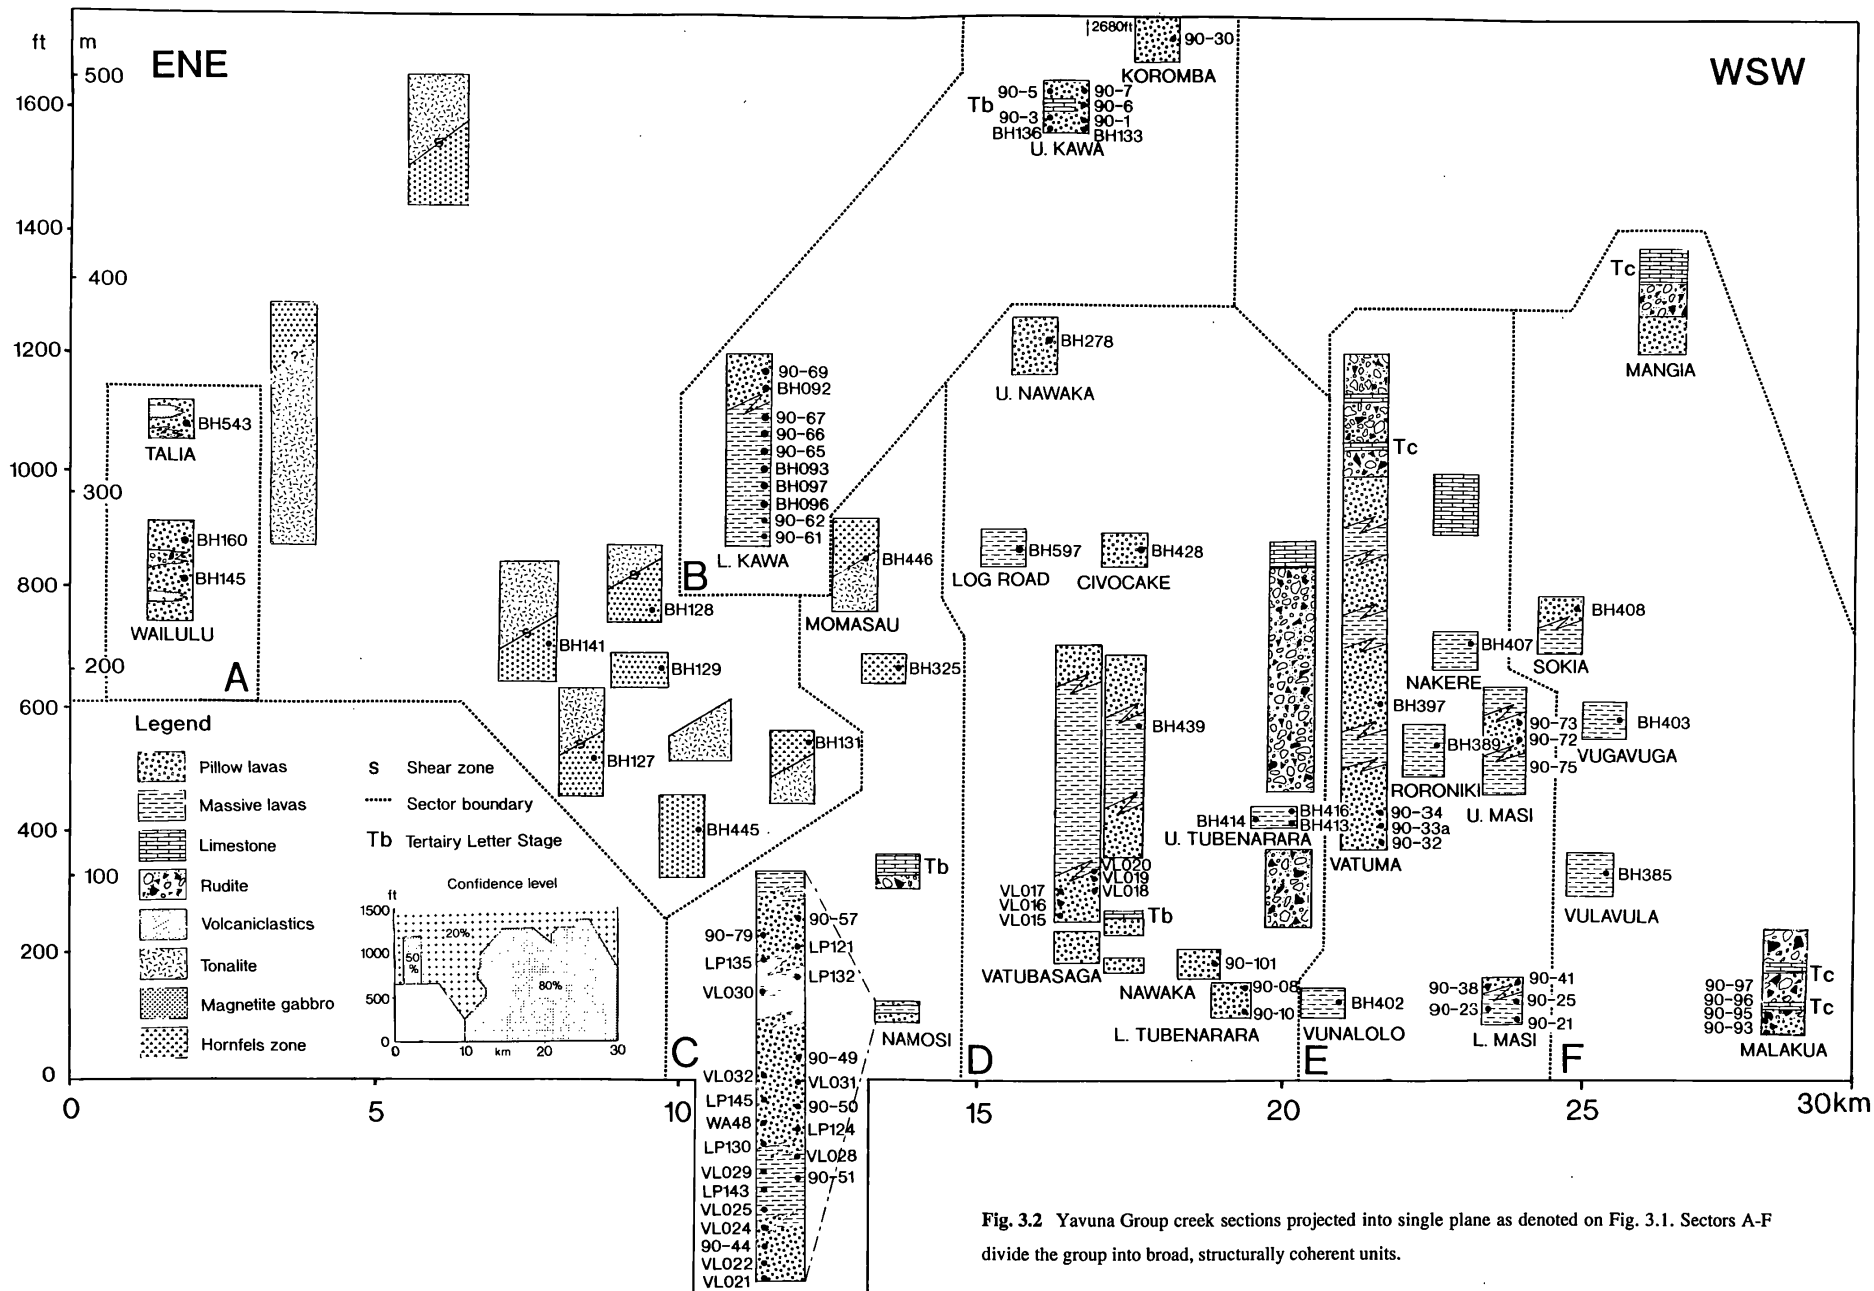 ft m
ENE
WSW
500
1600
1400
400
1200
1000
300
800
200
600
400
100
200
0
2680ft
90-30
KOROMBA
Tb
90-5
90-3
BH136
90-7
90-6
90-1
BH133
U. KAWA
BH543
TALIA
BH160
BH145
WAILULU
A
S
?
90-69
BH092
90-67
90-66
90-65
BH093
BH097
BH096
90-62
90-61
L. KAWA
B
S
BH141
S
BH128
BH129
S
BH127
BH131
BH445
BH446
MOMASAU
BH325
BH278
U. NAWAKA
BH597
LOG ROAD
BH428
CIVOCAKE
BH439
VL020
VL019
VL018
VL017
VL016
VL015
VATUBASAGA
Tb
90-101
NAWAKA
90-08
90-10
L. TUBENARARA
BH414
BH416
BH413
U. TUBENARARA
Tc
BH397
90-34
90-33a
90-32
VATUMA
BH402
VUNALOLO
BH407
NAKERE
BH389
RORONIKI
90-73
90-72
90-75
U. MASI
90-38
90-23
90-41
90-25
90-21
L. MASI
Tc
MANGIA
BH408
SOKIA
BH403
VUGAVUGA
BH385
VULAVULA
Tc
Tc
90-97
90-96
90-95
90-93
MALAKUA
Tb
NAMOSI
C
D
E
F
90-79
LP135
VL030
90-57
LP121
LP132
90-49
VL031
90-50
LP124
VL028
90-51
VL032
LP145
WA48
LP130
VL029
LP143
VL025
VL024
90-44
VL022
VL021
Legend
Pillow lavas
Massive lavas
Limestone
Rudite
Volcaniclastics
Tonalite
Magnetite gabbro
Hornfels zone
S Shear zone
Sector boundary
Tb Tertairy Letter Stage
Confidence level
ft
1500
1000
500
0
20%
50
%
80%
0 10 km 20 30
0 5 10 15 20 25 30km
Fig. 3.2 Yavuna Group creek sections projected into single plane as denoted on Fig. 3.1. Sectors A-F
divide the group into broad, structurally coherent units.